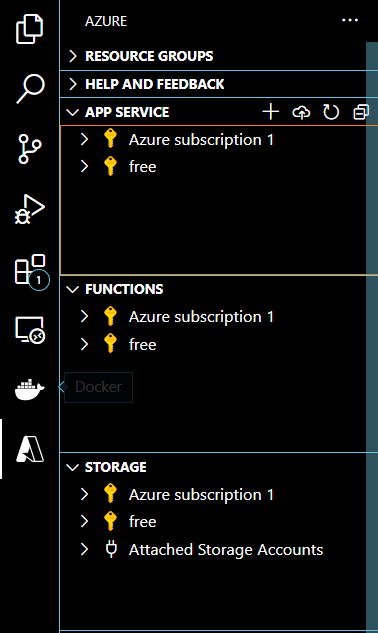 AZURE
RESOURCE GROUPS
HELP AND FEEDBACK
APP SERVICE
Azure subscription 1
free
FUNCTIONS
1
Azure subscription 1
free
Docker
STORAGE
Azure subscription 1
free
Attached Storage Accounts